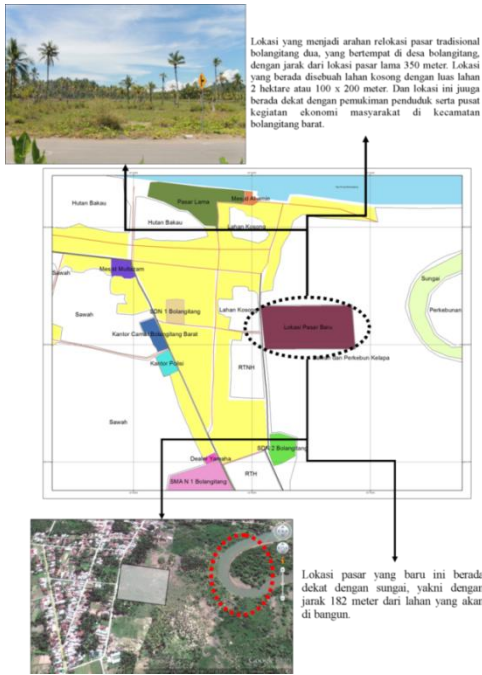 Lokasi yang menjadi arahan relokasi pasar tradisional
bolangitang dua, yang bertempat di desa bolangitang,
dengan jarak dari lokasi pasar lama 350 meter. Lokasi
yang berada disebuah lahan kosong dengan luas lahan
2 hektare atau 100 x 200 meter. Dan lokasi ini juuga
berada dekat dengan pemukiman penduduk serta pusat
kegiatan ekonomi masyarakat di kecamatan
bolangitang barat.
Hutan Bakau
Pasar Lama
Hutan Bakau
Lahan Kosong
Sawah
Sungai
SDN 1 Bolangitang
Lahan Kosong
Perkebunan
Sawah
Kantor Camat Bolangitang Barat
Lokasi Pasar Baru
dan Perkebun Kelapa
Kantor Polisi
RTNH
Sawah
SDN 2 Bolangitang
Dealer Yamaha
SMA N 1 Bolangitang
RTH
Lokasi pasar yang baru ini berada
dekat dengan sungai, yakni dengan
jarak 182 meter dari lahan yang akan
di bangun.